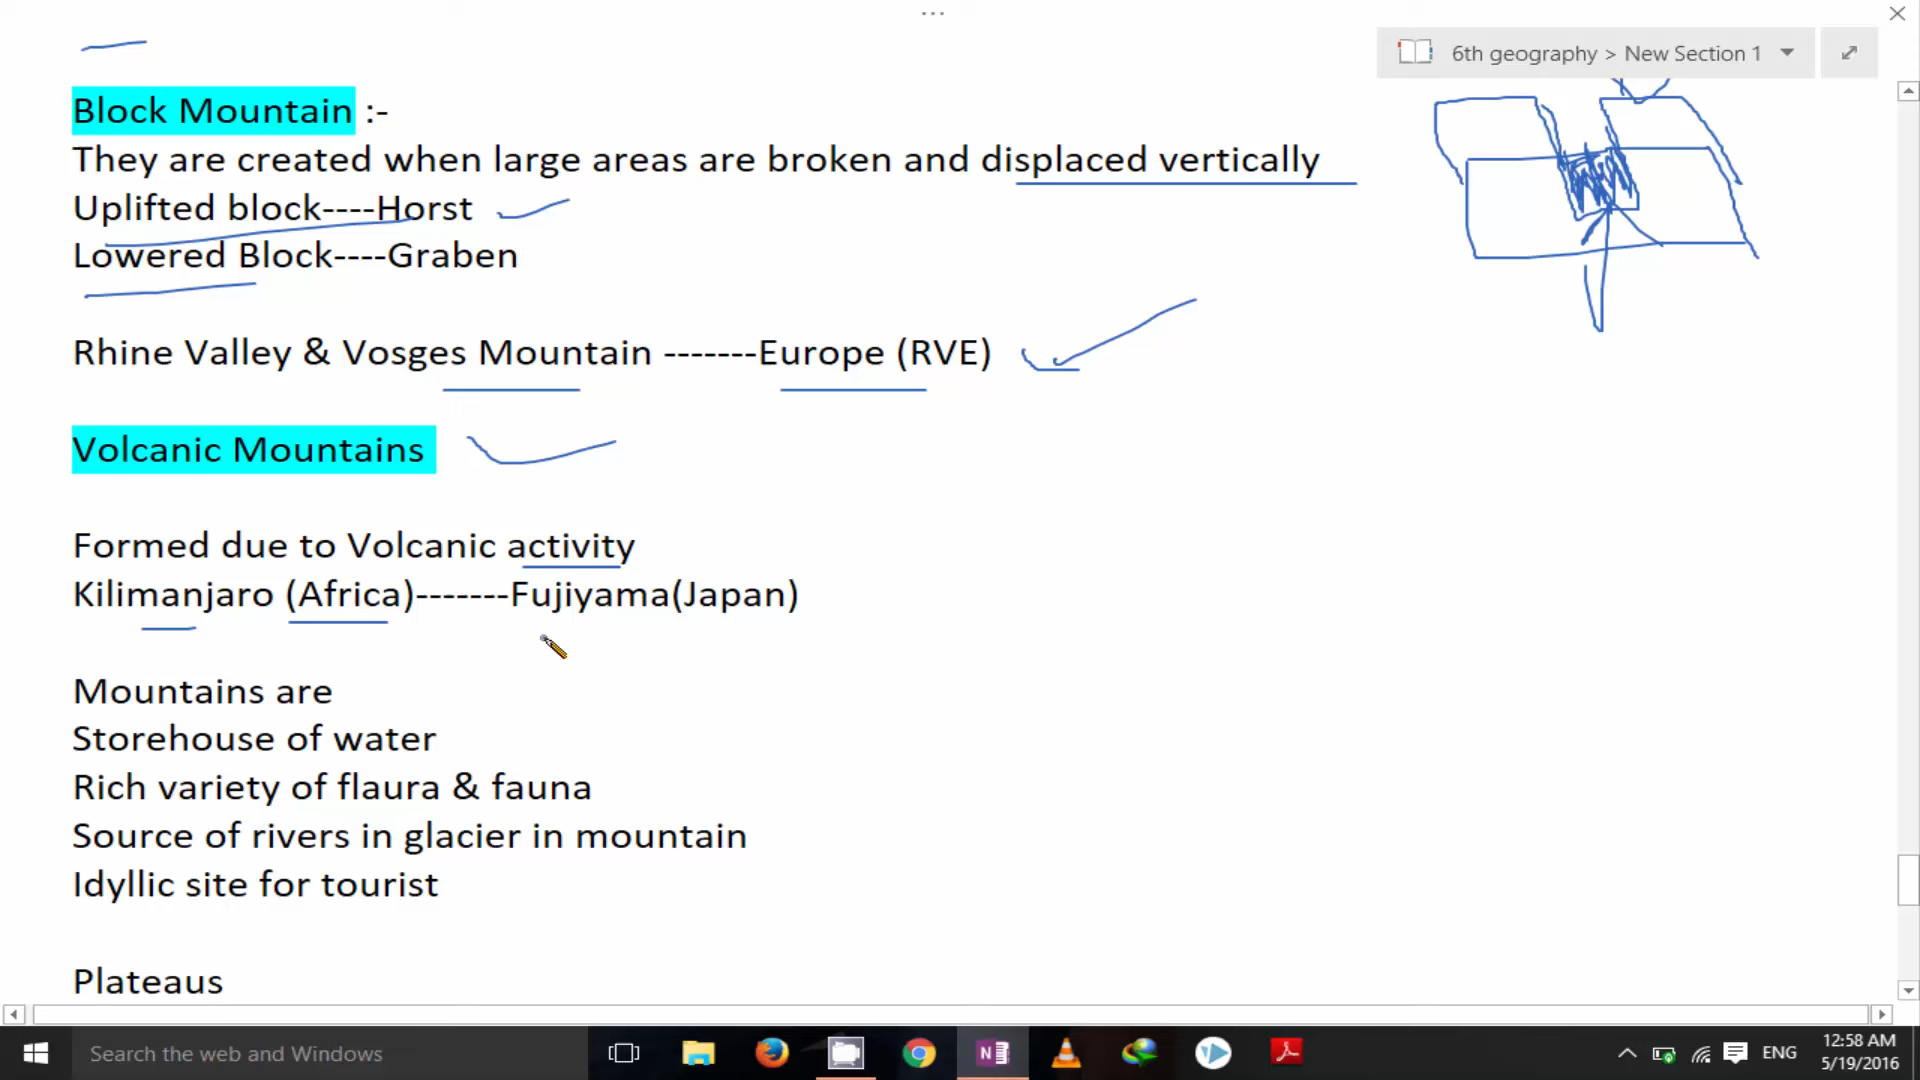 ...
6th geography > New Section 1
Block Mountain :-
They are created when large areas are broken and displaced vertically
Uplifted block----Horst
Lowered Block----Graben
Rhine Valley & Vosges Mountain -------Europe (RVE)
Volcanic Mountains
Formed due to Volcanic activity
Kilimanjaro (Africa)-------Fujiyama(Japan)
Mountains are
Storehouse of water
Rich variety of flaura & fauna
Source of rivers in glacier in mountain
Idyllic site for tourist
Plateaus
Search the web and Windows
ENG
12:58 AM
5/19/2016